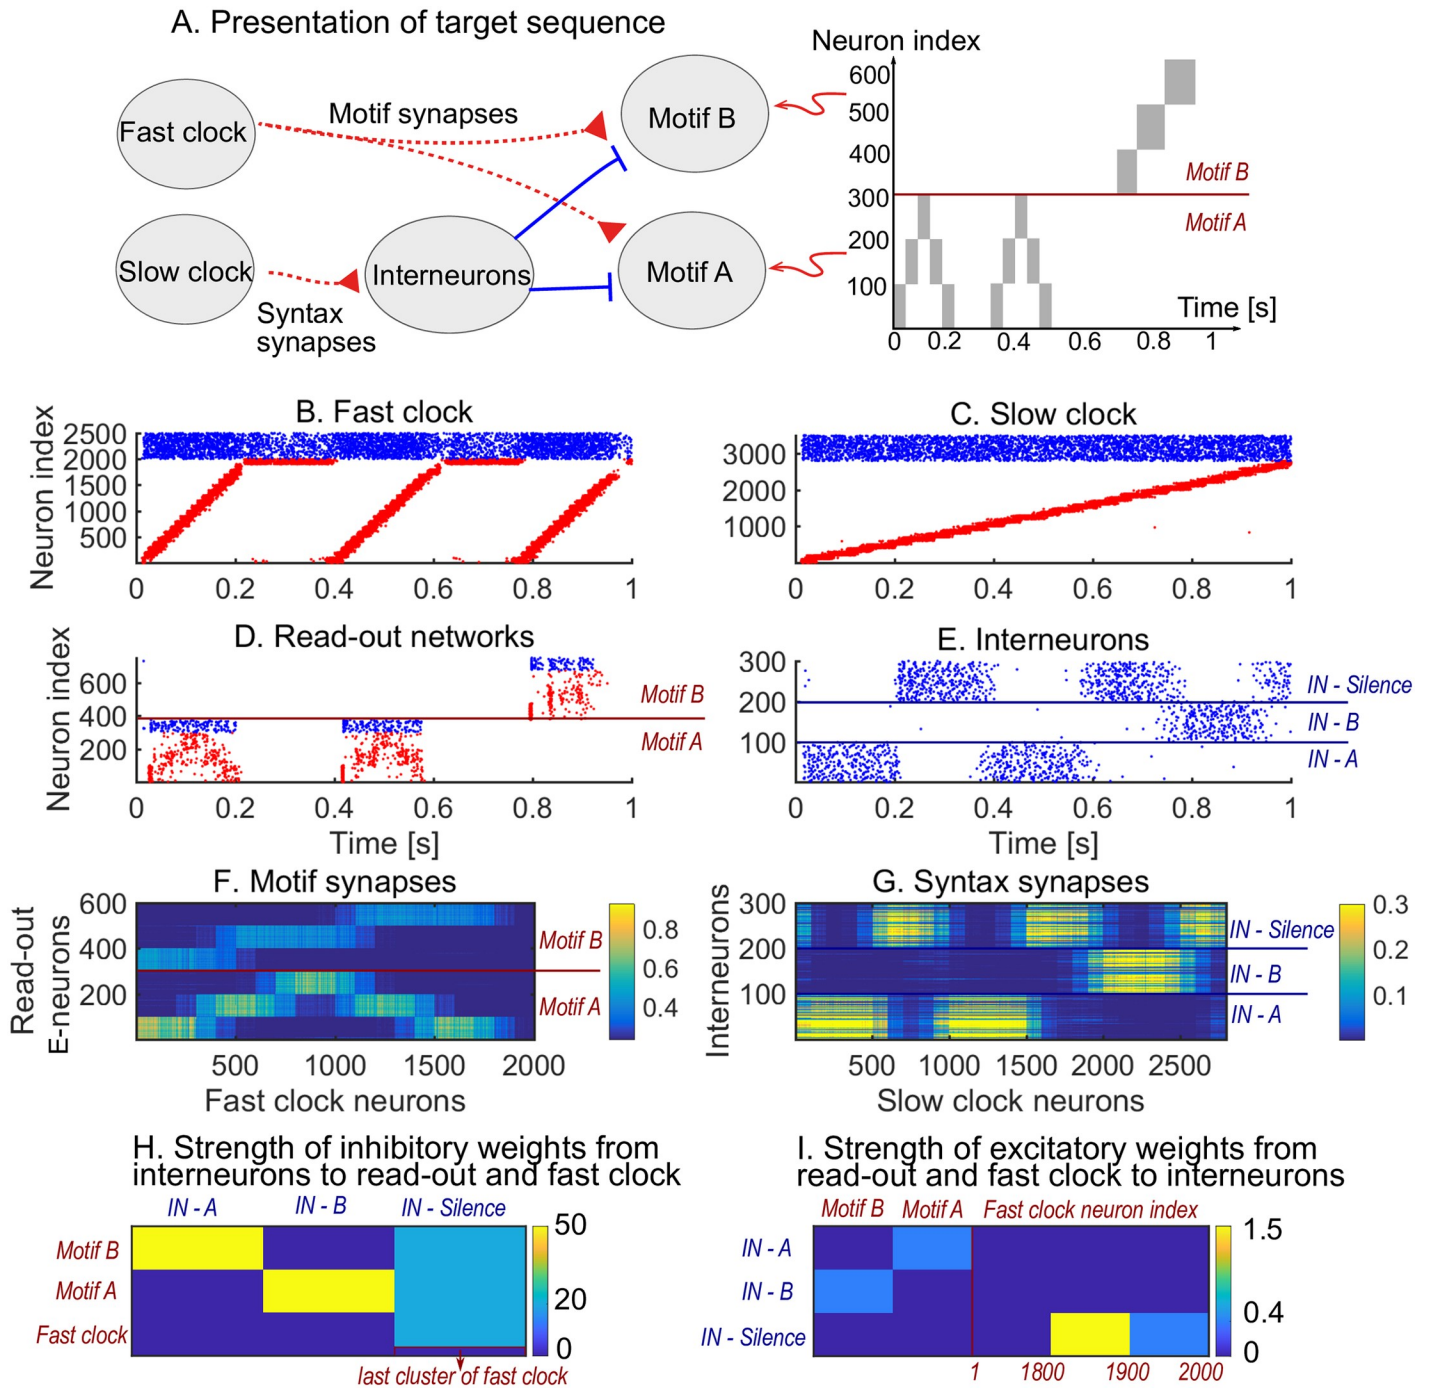 A. Presentation of target sequence
Fast clock
Motif synapses
Motif B
Slow clock
Interneurons
Motif A
Syntax
synapses
Neuron index
600
500
400
300
200
100
Motif B
Motif A
Time [s]
0 0.2 0.4 0.6 0.8 1
B. Fast clock
Neuron index
2500
2000
1500
1000
500
0 0.2 0.4 0.6 0.8 1
C. Slow clock
3000
2000
1000
0 0.2 0.4 0.6 0.8 1
D. Read-out networks
Neuron index
600
400
200
Motif B
Motif A
0 0.2 0.4 0.6 0.8 1
Time [s]
E. Interneurons
300
200
100
IN - Silence
IN - B
IN - A
0 0.2 0.4 0.6 0.8 1
Time [s]
F. Motif synapses
Read-out
E-neurons
600
400
200
Motif B
Motif A
0.8
0.6
0.4
500 1000 1500 2000
Fast clock neurons
G. Syntax synapses
Interneurons
300
200
100
IN - Silence
IN - B
IN - A
0.3
0.2
0.1
500 1000 1500 2000 2500
Slow clock neurons
H. Strength of inhibitory weights from
interneurons to read-out and fast clock
IN - A IN - B IN - Silence
Motif B
Motif A
Fast clock
50
20
0
last cluster of fast clock
I. Strength of excitatory weights from
read-out and fast clock to interneurons
Motif B Motif A Fast clock neuron index
IN - A
IN - B
IN - Silence
1.5
0.4
0
1 1800 1900 2000